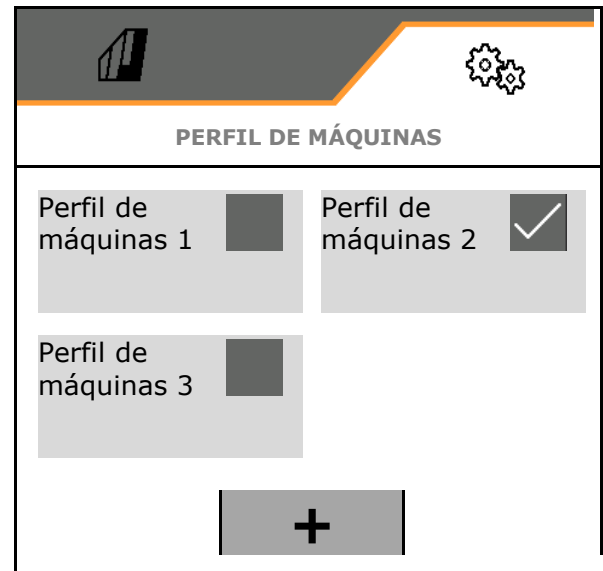 PERFIL DE MÁQUINAS
Perfil de
máquinas 1
Perfil de
máquinas 2
Perfil de
máquinas 3
+